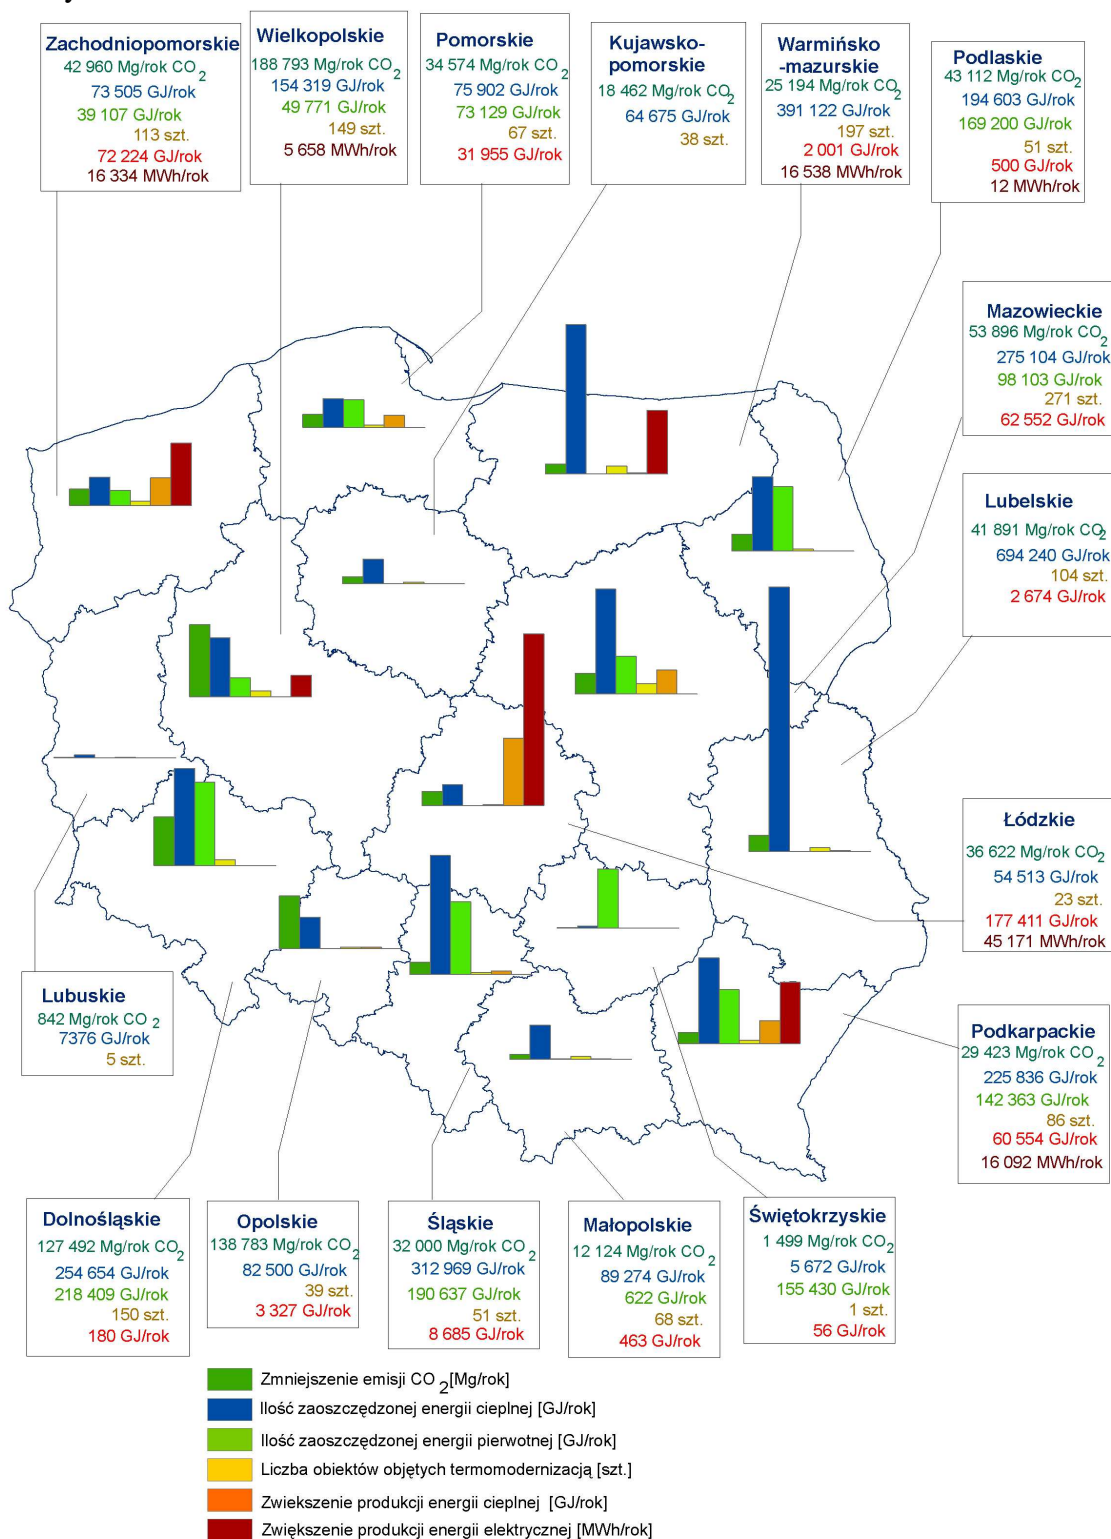 Zachodniopomorskie
42 960 Mg/rok CO2
73 505 GJ/rok
39 107 GJ/rok
113 szt.
72 224 GJ/rok
16 334 MWh/rok
Wielkopolskie
188 793 Mg/rok CO2
154 319 GJ/rok
49 771 GJ/rok
149 szt.
5 658 MWh/rok
Pomorskie
34 574 Mg/rok CO2
75 902 GJ/rok
73 129 GJ/rok
67 szt.
31 955 GJ/rok
Kujawsko-
pomorskie
18 462 Mg/rok CO2
64 675 GJ/rok
38 szt.
Warmińsko
-mazurskie
25 194 Mg/rok CO2
391 122 GJ/rok
197 szt.
2 001 GJ/rok
16 538 MWh/rok
Podlaskie
43 112 Mg/rok CO2
194 603 GJ/rok
169 200 GJ/rok
51 szt.
500 GJ/rok
12 MWh/rok
Mazowieckie
53 896 Mg/rok CO2
275 104 GJ/rok
98 103 GJ/rok
271 szt.
62 552 GJ/rok
Lubelskie
41 891 Mg/rok CO2
694 240 GJ/rok
104 szt.
2 674 GJ/rok
Łódzkie
36 622 Mg/rok CO2
54 513 GJ/rok
23 szt.
177 411 GJ/rok
45 171 MWh/rok
Lubuskie
842 Mg/rok CO2
7376 GJ/rok
5 szt.
Podkarpackie
29 423 Mg/rok CO2
225 836 GJ/rok
142 363 GJ/rok
86 szt.
60 554 GJ/rok
16 092 MWh/rok
Dolnośląskie
127 492 Mg/rok CO2
254 654 GJ/rok
218 409 GJ/rok
150 szt.
180 GJ/rok
Opolskie
138 783 Mg/rok CO2
82 500 GJ/rok
39 szt.
3 327 GJ/rok
Śląskie
32 000 Mg/rok CO2
312 969 GJ/rok
190 637 GJ/rok
51 szt.
8 685 GJ/rok
Małopolskie
12 124 Mg/rok CO2
89 274 GJ/rok
622 GJ/rok
68 szt.
463 GJ/rok
Świętokrzyskie
1 499 Mg/rok CO2
5 672 GJ/rok
155 430 GJ/rok
1 szt.
56 GJ/rok
Zmniejszenie emisji CO2[Mg/rok]
Ilość zaoszczędzonej energii cieplnej [GJ/rok]
Ilość zaoszczędzonej energii pierwotnej [GJ/rok]
Liczba obiektów objętych termomodernizacją [szt.]
Zwiekszenie produkcji energii cieplnej [GJ/rok]
Zwiększenie produkcji energii elektrycznej [MWh/rok]